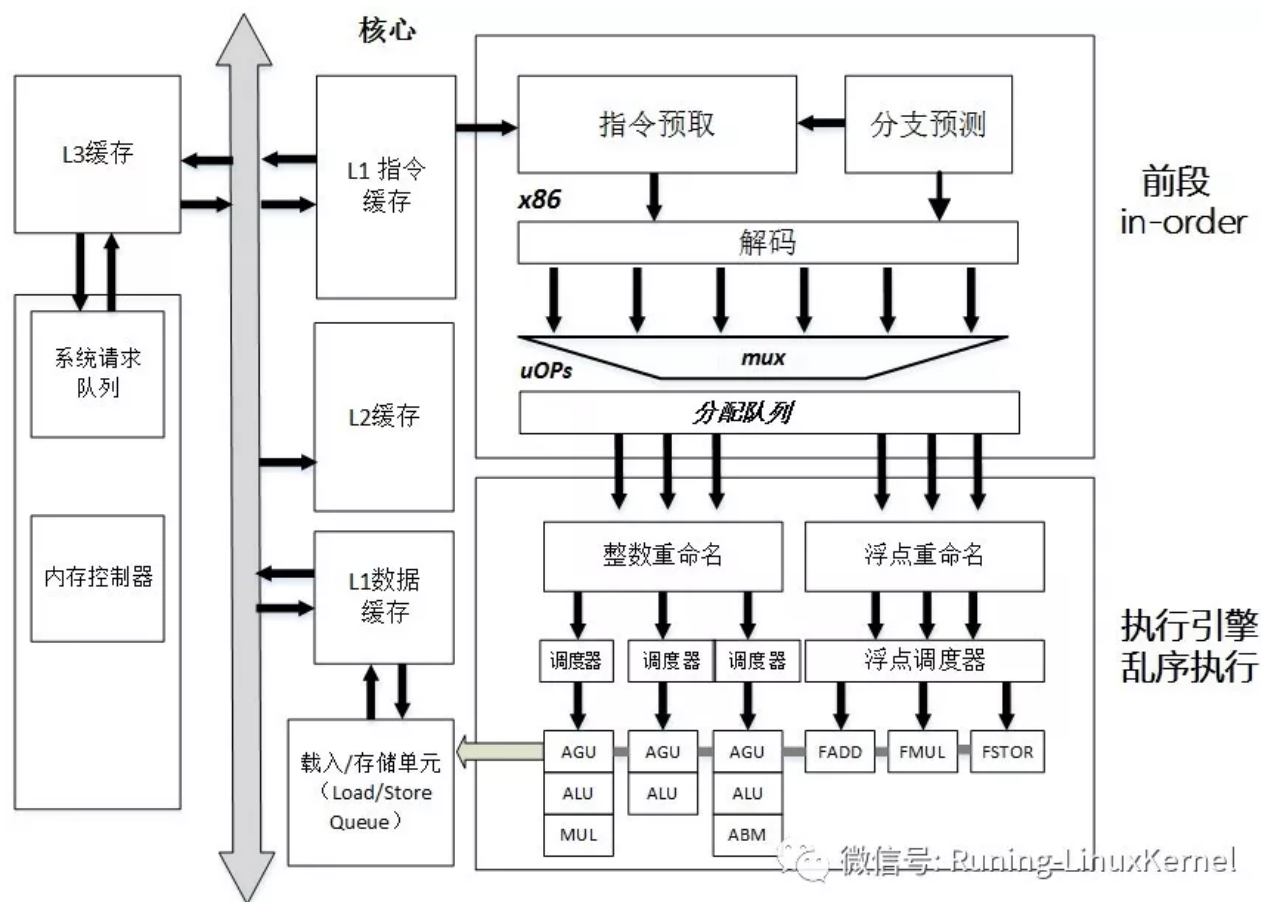 核心
L3缓存
L1 指令
缓存
指令预取
分支预测
前段
in-order
x86
解码
系统请求
队列
mux
uOPs
L2缓存
分配队列
内存控制器
L1数据
缓存
整数重命名
浮点重命名
执行引擎
乱序执行
调度器
调度器
调度器
浮点调度器
载入/存储单元
（Load/Store
Queue）
AGU
AGU
AGU
FADD
FMUL
FSTOR
ALU
ALU
ALU
MUL
ABM
微信号: Runing-LinuxKernel